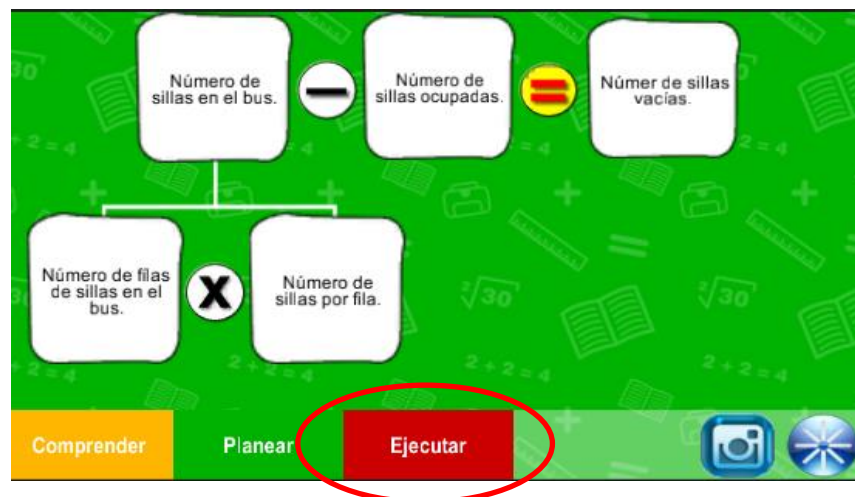 Número de
sillas en el bus.
Número de
sillas ocupadas.
Númer de sillas
vacías.
Número de filas
de sillas en el
bus.
X
Número de
sillas por fila.
Comprender
Planear
Ejecutar